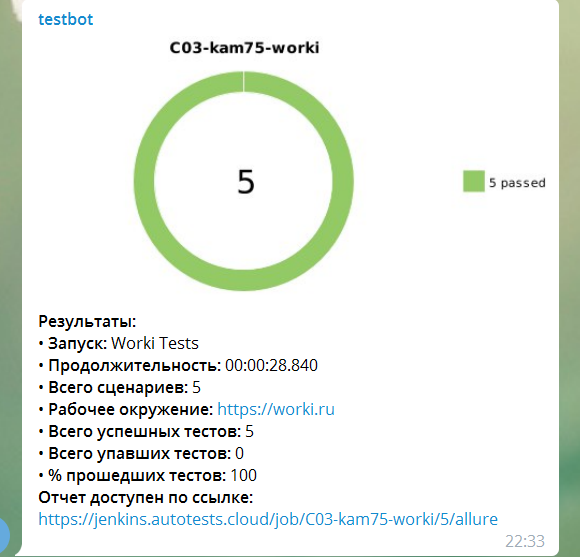 testbot
C03-kam75-worki
5
5 passed
Результаты:
• Запуск: Worki Tests
• Продолжительность: 00:00:28.840
• Всего сценариев: 5
• Рабочее окружение: https://worki.ru
• Всего успешных тестов: 5
• Всего упавших тестов: 0
• % прошедших тестов: 100
Отчет доступен по ссылке:
https://jenkins.autotests.cloud/job/C03-kam75-worki/5/allure
22:33